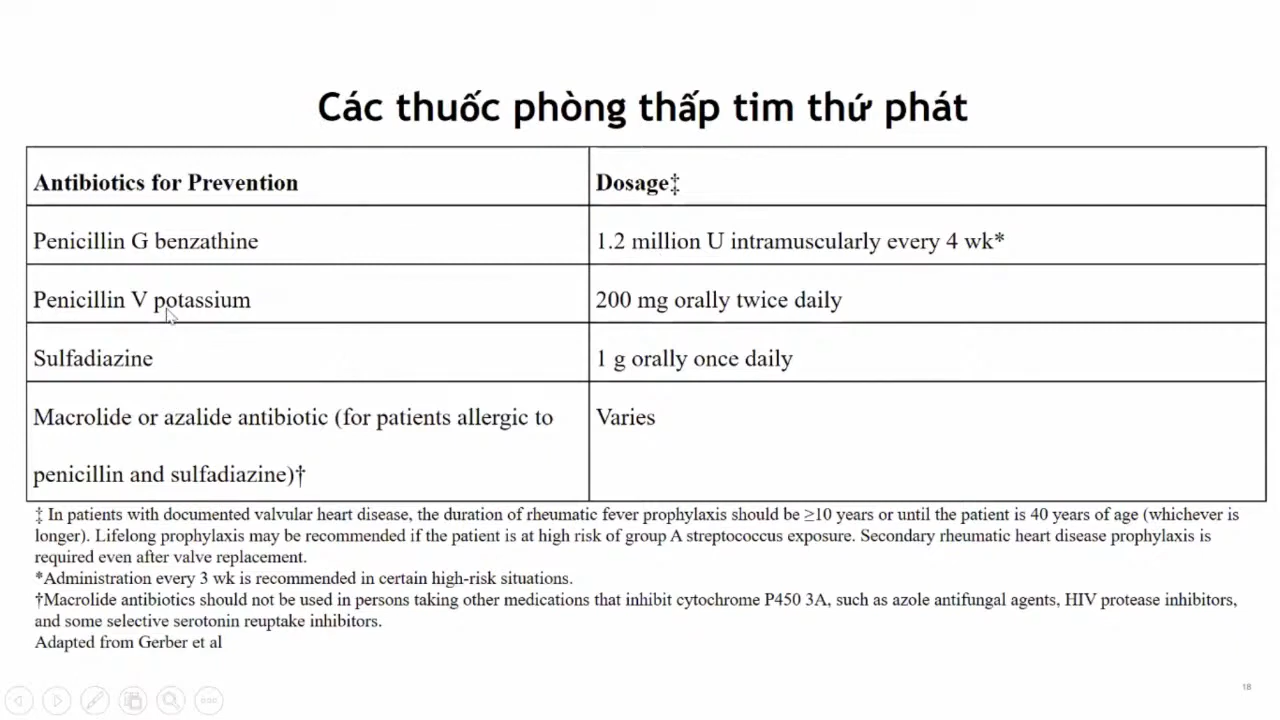 Các thuốc phòng thấp tim thứ phát
Antibiotics for Prevention
Dosage‡
Penicillin G benzathine
1.2 million U intramuscularly every 4 wk*
Penicillin V potassium
200 mg orally twice daily
Sulfadiazine
1 g orally once daily
Macrolide or azalide antibiotic (for patients allergic to
penicillin and sulfadiazine)†
Varies
‡ In patients with documented valvular heart disease, the duration of rheumatic fever prophylaxis should be ≥10 years or until the patient is 40 years of age (whichever is
longer). Lifelong prophylaxis may be recommended if the patient is at high risk of group A streptococcus exposure. Secondary rheumatic heart disease prophylaxis is
required even after valve replacement.
*Administration every 3 wk is recommended in certain high-risk situations.
†Macrolide antibiotics should not be used in persons taking other medications that inhibit cytochrome P450 3A, such as azole antifungal agents, HIV protease inhibitors,
and some selective serotonin reuptake inhibitors.
Adapted from Gerber et al
18